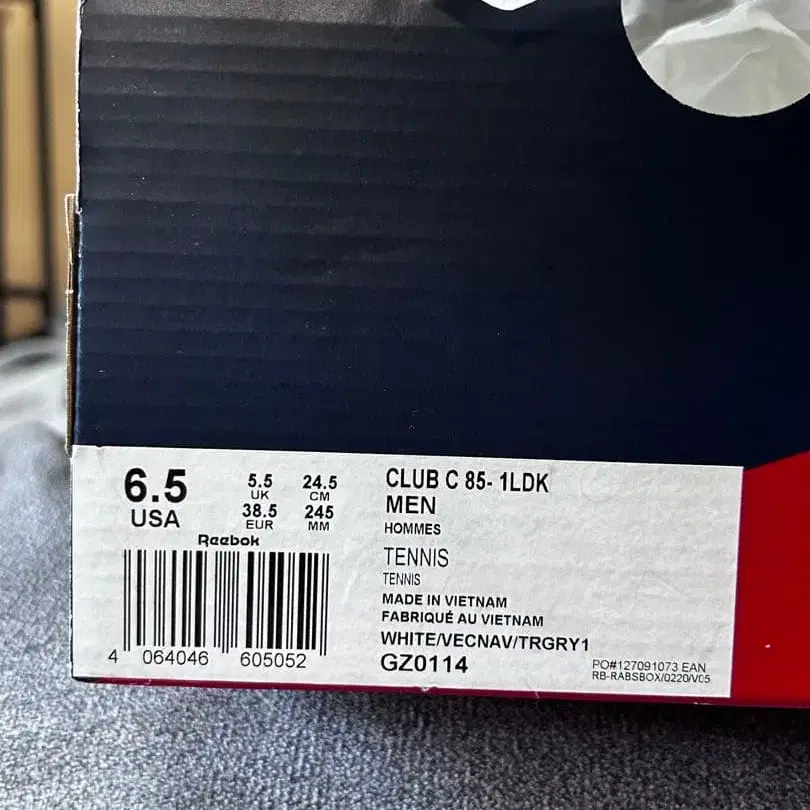 6.5
USA
5.5
UK
38.5
EUR
24.5
CM
245
MM
Reebok
4 064046 605052
CLUB C 85- 1LDK
MEN
HOMMES
TENNIS
TENNIS
MADE IN VIETNAM
FABRIQUÉ AU VIETNAM
WHITE/VECNAV/TRGRY1
GZ0114
PO#127091073 EAN
RB-RABSBOX/0220/V05